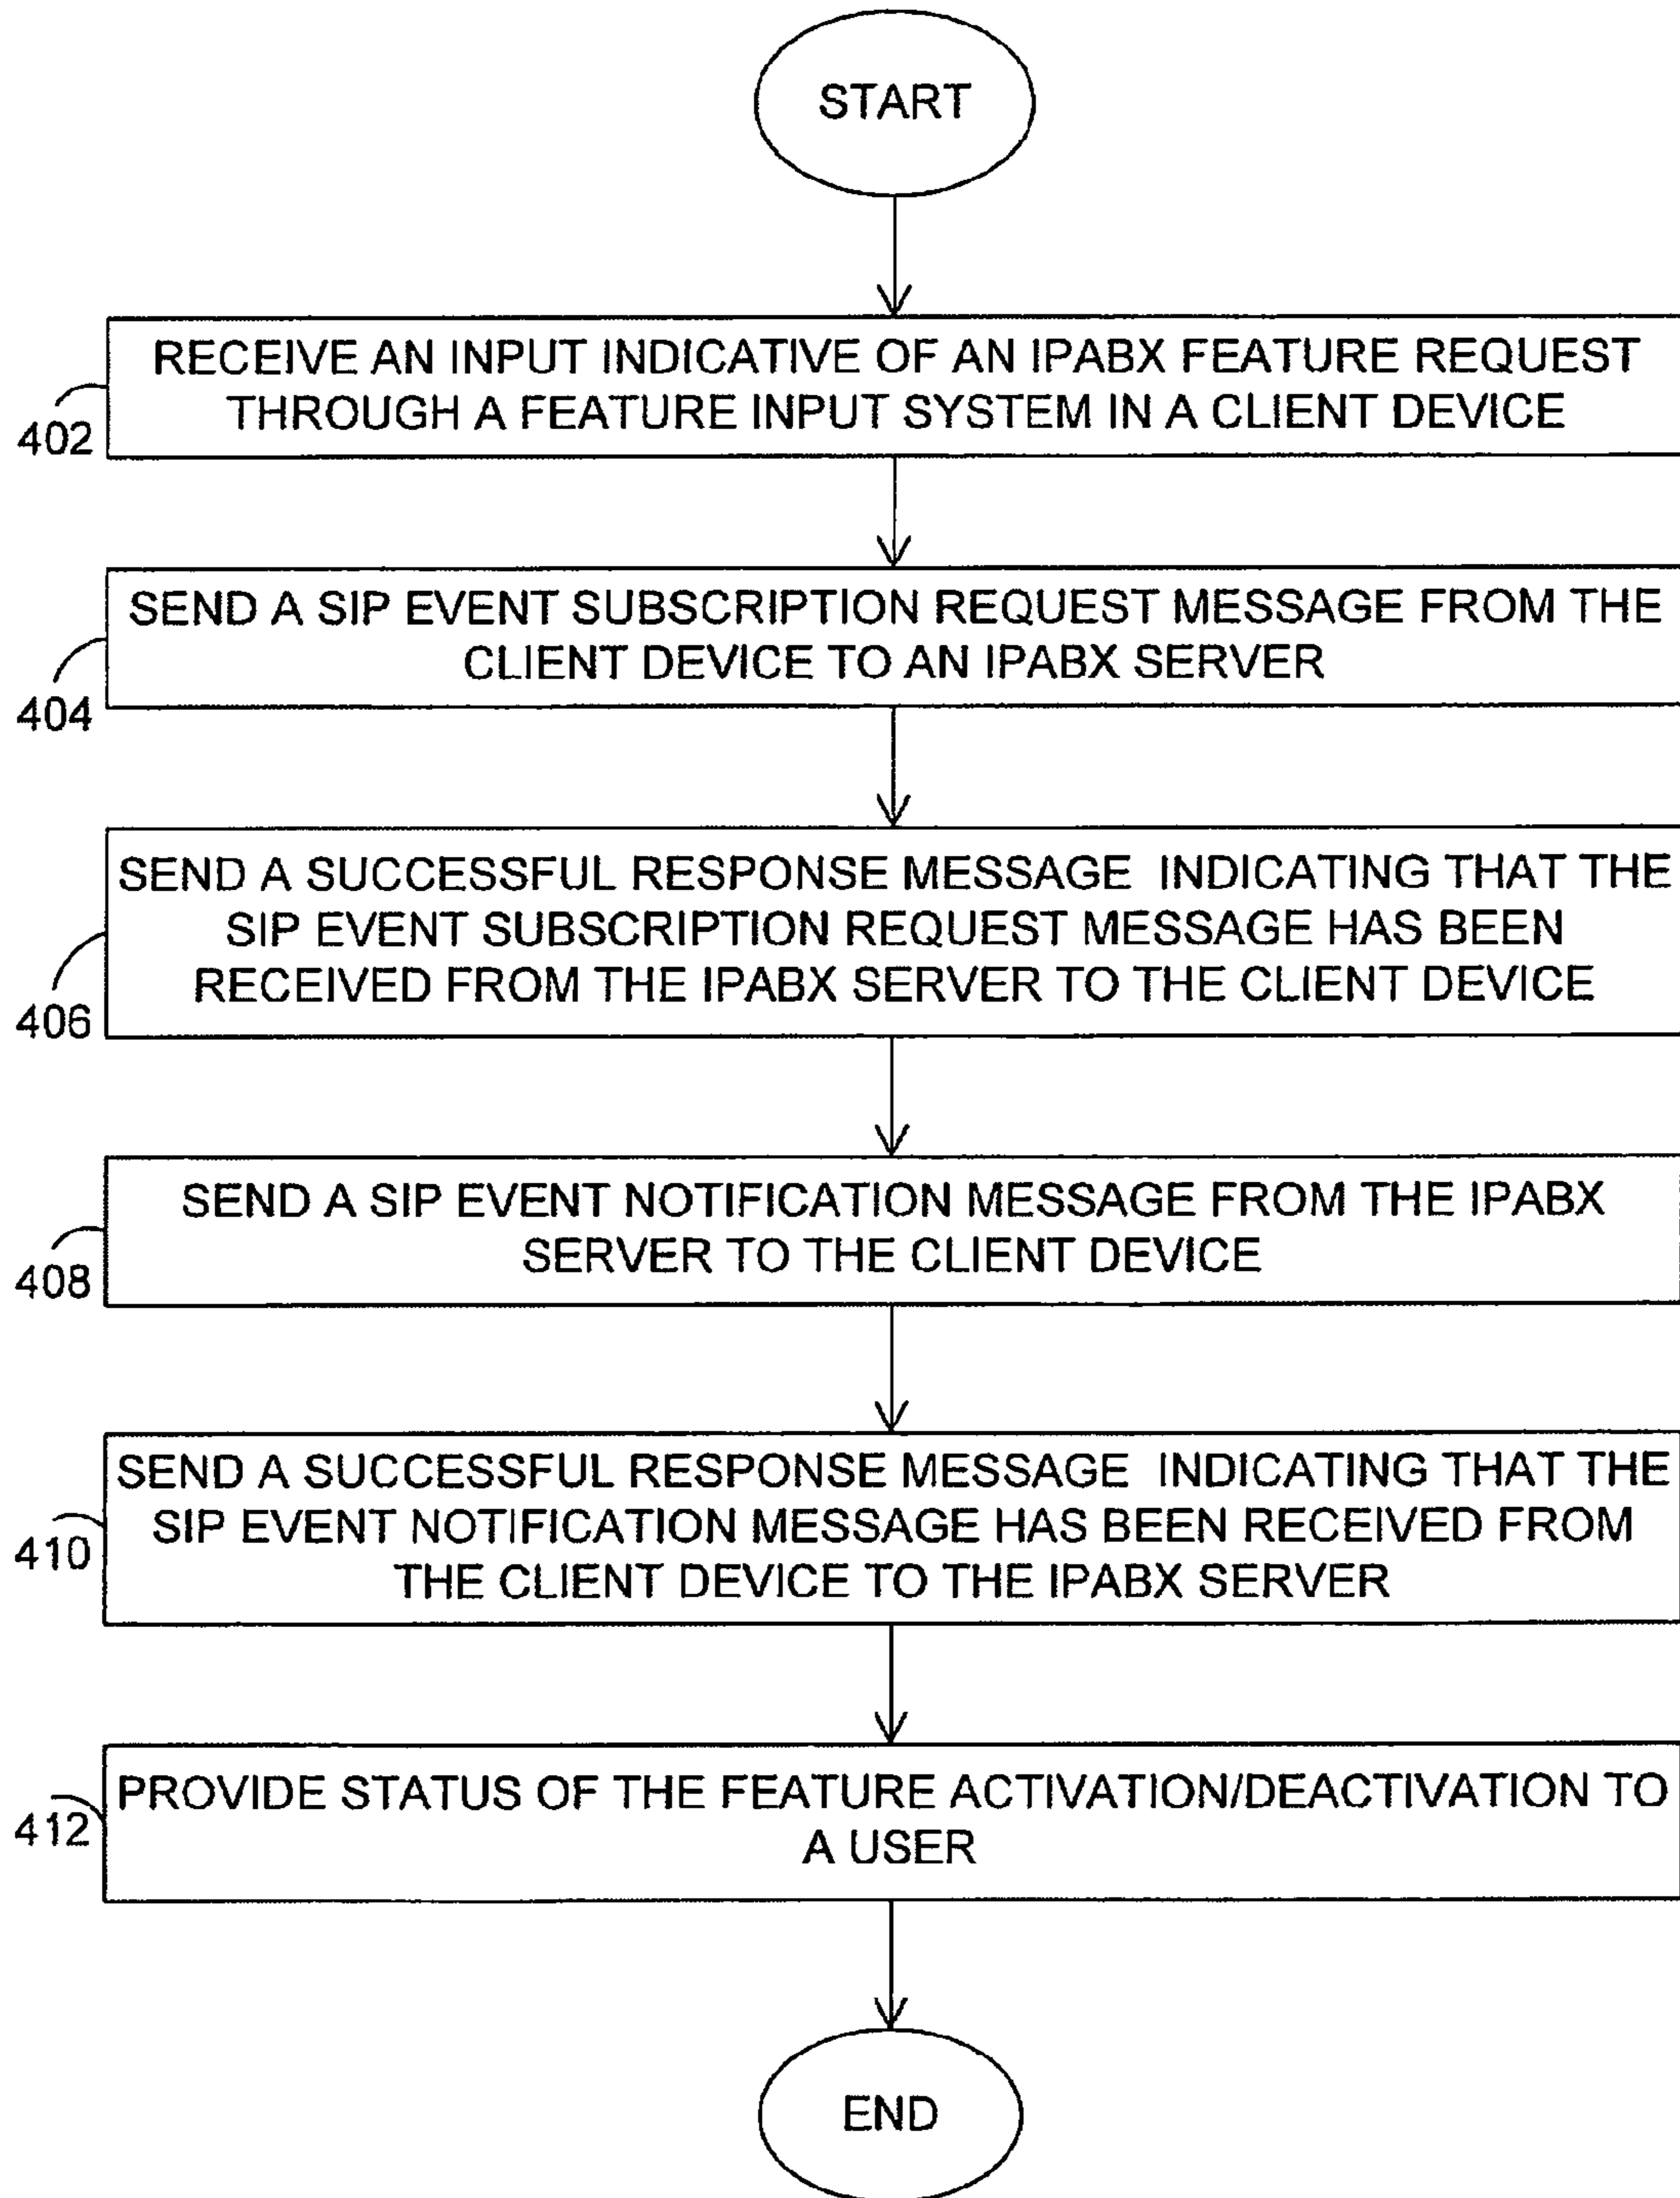 START
RECEIVE AN INPUT INDICATIVE OF AN IPABX FEATURE REQUEST
THROUGH A FEATURE INPUT SYSTEM IN A CLIENT DEVICE
402
SEND A SIP EVENT SUBSCRIPTION REQUEST MESSAGE FROM THE
CLIENT DEVICE TO AN IPABX SERVER
404
SEND A SUCCESSFUL RESPONSE MESSAGE INDICATING THAT THE
SIP EVENT SUBSCRIPTION REQUEST MESSAGE HAS BEEN
RECEIVED FROM THE IPABX SERVER TO THE CLIENT DEVICE
406
SEND A SIP EVENT NOTIFICATION MESSAGE FROM THE IPABX
SERVER TO THE CLIENT DEVICE
408
SEND A SUCCESSFUL RESPONSE MESSAGE INDICATING THAT THE
SIP EVENT NOTIFICATION MESSAGE HAS BEEN RECEIVED FROM
THE CLIENT DEVICE TO THE IPABX SERVER
410
PROVIDE STATUS OF THE FEATURE ACTIVATION/DEACTIVATION TO
A USER
412
END